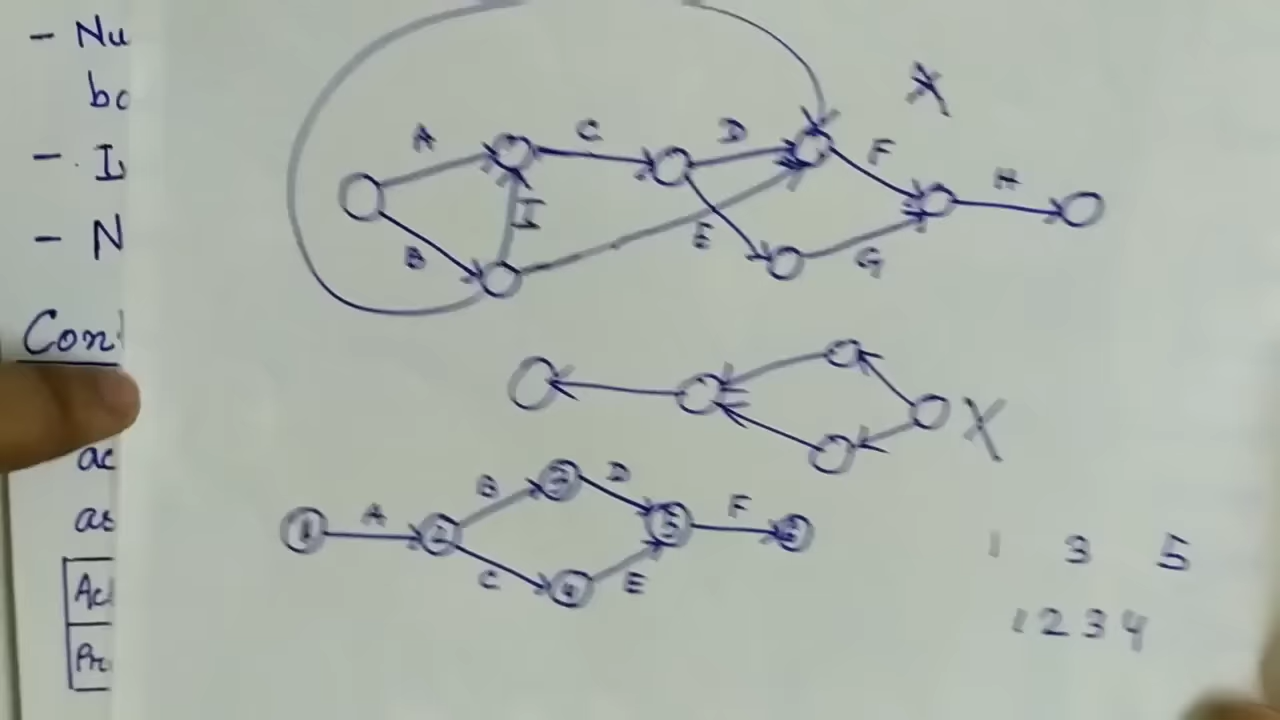 - Nu
bc
- I
- N
Con
ac
as
Ac
Pr
X
A C D F H
I
B E G
X
B D
1 A 2 3 5 F 6
C 4 E
1 3 5
1 2 3 4